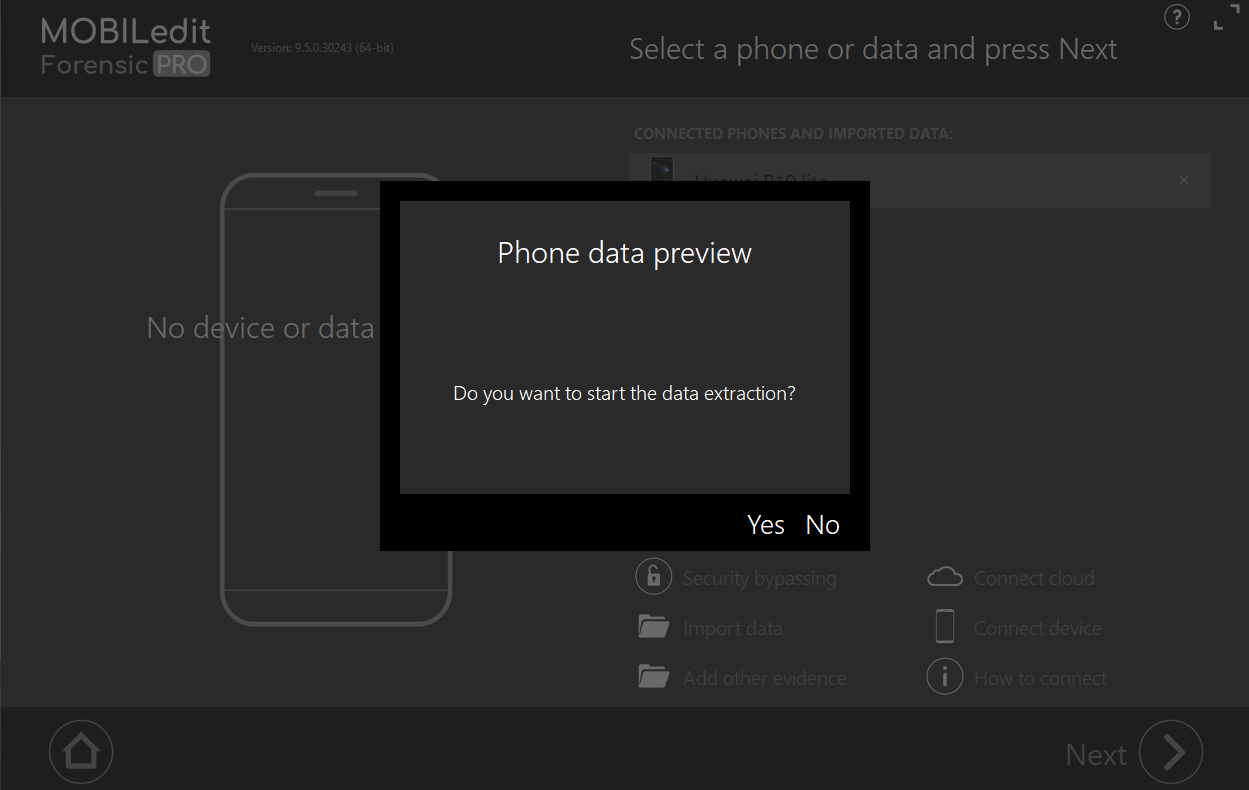 MOBILedit
Forensic PRO
Version: 9.5.0.30243 (64-bit)
Select a phone or data and press Next
?
CONNECTED PHONES AND IMPORTED DATA:
Huawei P10 lite
No device or data
Phone data preview
Do you want to start the data extraction?
Yes No
Security bypassing
Connect cloud
Import data
Connect device
Add other evidence
How to connect
Next